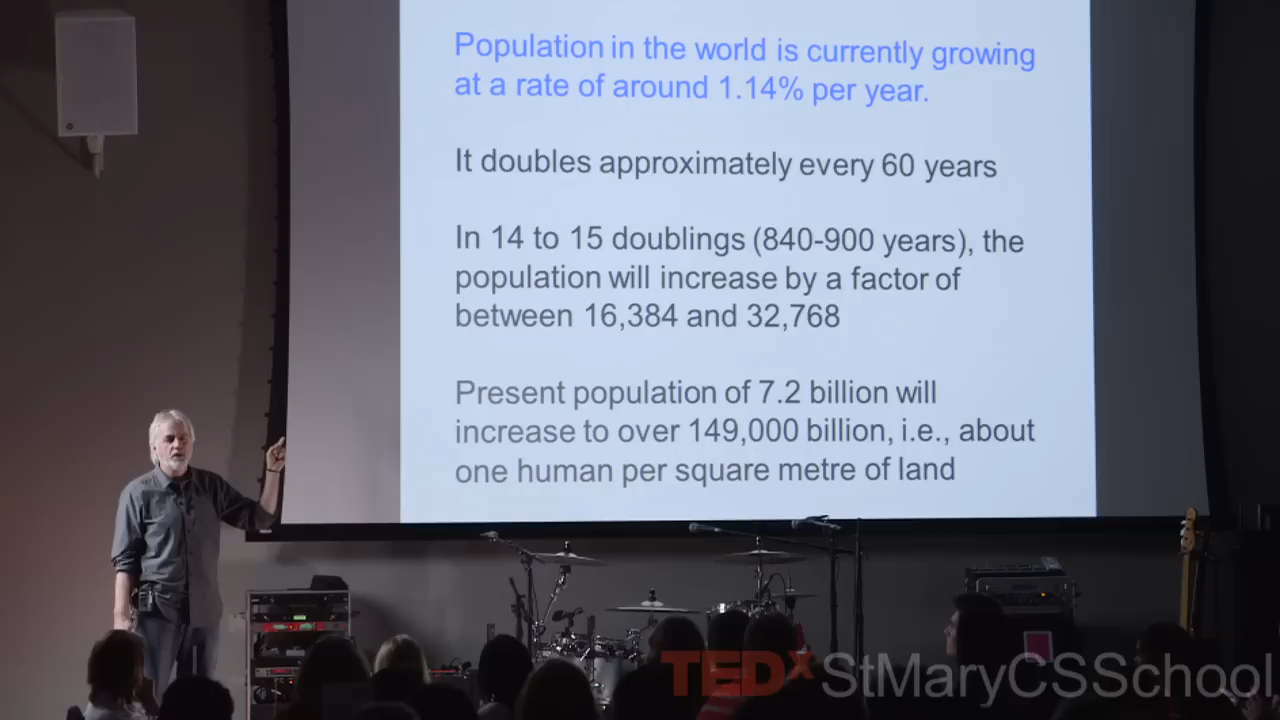 Population in the world is currently growing
at a rate of around 1.14% per year.
It doubles approximately every 60 years
In 14 to 15 doublings (840-900 years), the
population will increase by a factor of
between 16,384 and 32,768
Present population of 7.2 billion will
increase to over 149,000 billion, i.e., about
one human per square metre of land
TEDxStMaryCSSchool